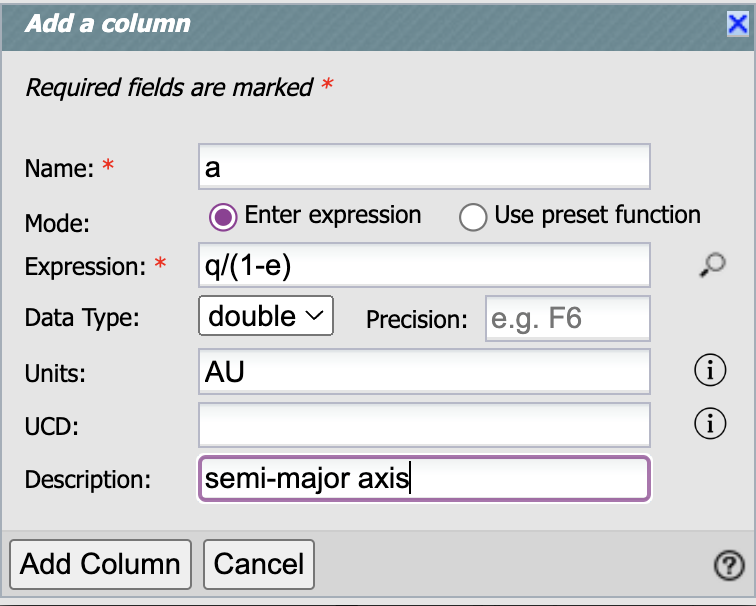 Add a column
Required fields are marked *
Name: * a
Mode: Enter expression Use preset function
Expression: * q/(1-e)
Data Type: double Precision: e.g. F6
Units: AU
UCD:
Description: semi-major axis
Add Column Cancel